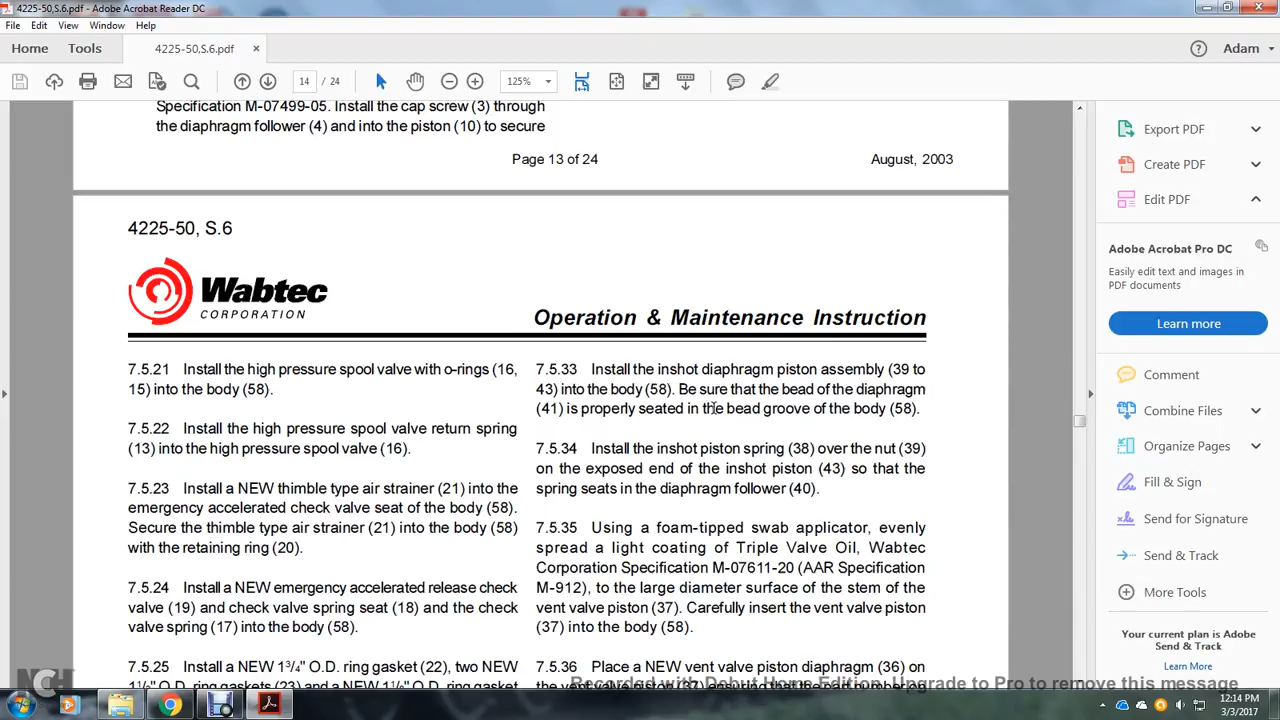 4225-50,S.6.pdf - Adobe Acrobat Reader DC
File Edit View Window Help
Home Tools 4225-50,S.6.pdf × Adam
14 / 24 125%
Specification M-07499-05. Install the cap screw (3) through
the diaphragm follower (4) and into the piston (10) to secure
Page 13 of 24 August, 2003
4225-50, S.6
Wabtec
CORPORATION
Operation & Maintenance Instruction
7.5.21 Install the high pressure spool valve with o-rings (16,
15) into the body (58).
7.5.22 Install the high pressure spool valve return spring
(13) into the high pressure spool valve (16).
7.5.23 Install a NEW thimble type air strainer (21) into the
emergency accelerated check valve seat of the body (58).
Secure the thimble type air strainer (21) into the body (58)
with the retaining ring (20).
7.5.24 Install a NEW emergency accelerated release check
valve (19) and check valve spring seat (18) and the check
valve spring (17) into the body (58).
7.5.25 Install a NEW 1³/₄" O.D. ring gasket (22), two NEW
7.5.33 Install the inshot diaphragm piston assembly (39 to
43) into the body (58). Be sure that the bead of the diaphragm
(41) is properly seated in the bead groove of the body (58).
7.5.34 Install the inshot piston spring (38) over the nut (39)
on the exposed end of the inshot piston (43) so that the
spring seats in the diaphragm follower (40).
7.5.35 Using a foam-tipped swab applicator, evenly
spread a light coating of Triple Valve Oil, Wabtec
Corporation Specification M-07611-20 (AAR Specification
M-912), to the large diameter surface of the stem of the
vent valve piston (37). Carefully insert the vent valve piston
(37) into the body (58).
7.5.36 Place a NEW vent valve piston diaphragm (36) on
Export PDF
Create PDF
Edit PDF
Adobe Acrobat Pro DC
Easily edit text and images in
PDF documents
Learn more
Comment
Combine Files
Organize Pages
Fill & Sign
Send for Signature
Send & Track
More Tools
Your current plan is Adobe
Send & Track
Learn More
NCH
Recorded with Debut Home Edition. Upgrade to Pro to remove this message
12:14 PM
3/3/2017